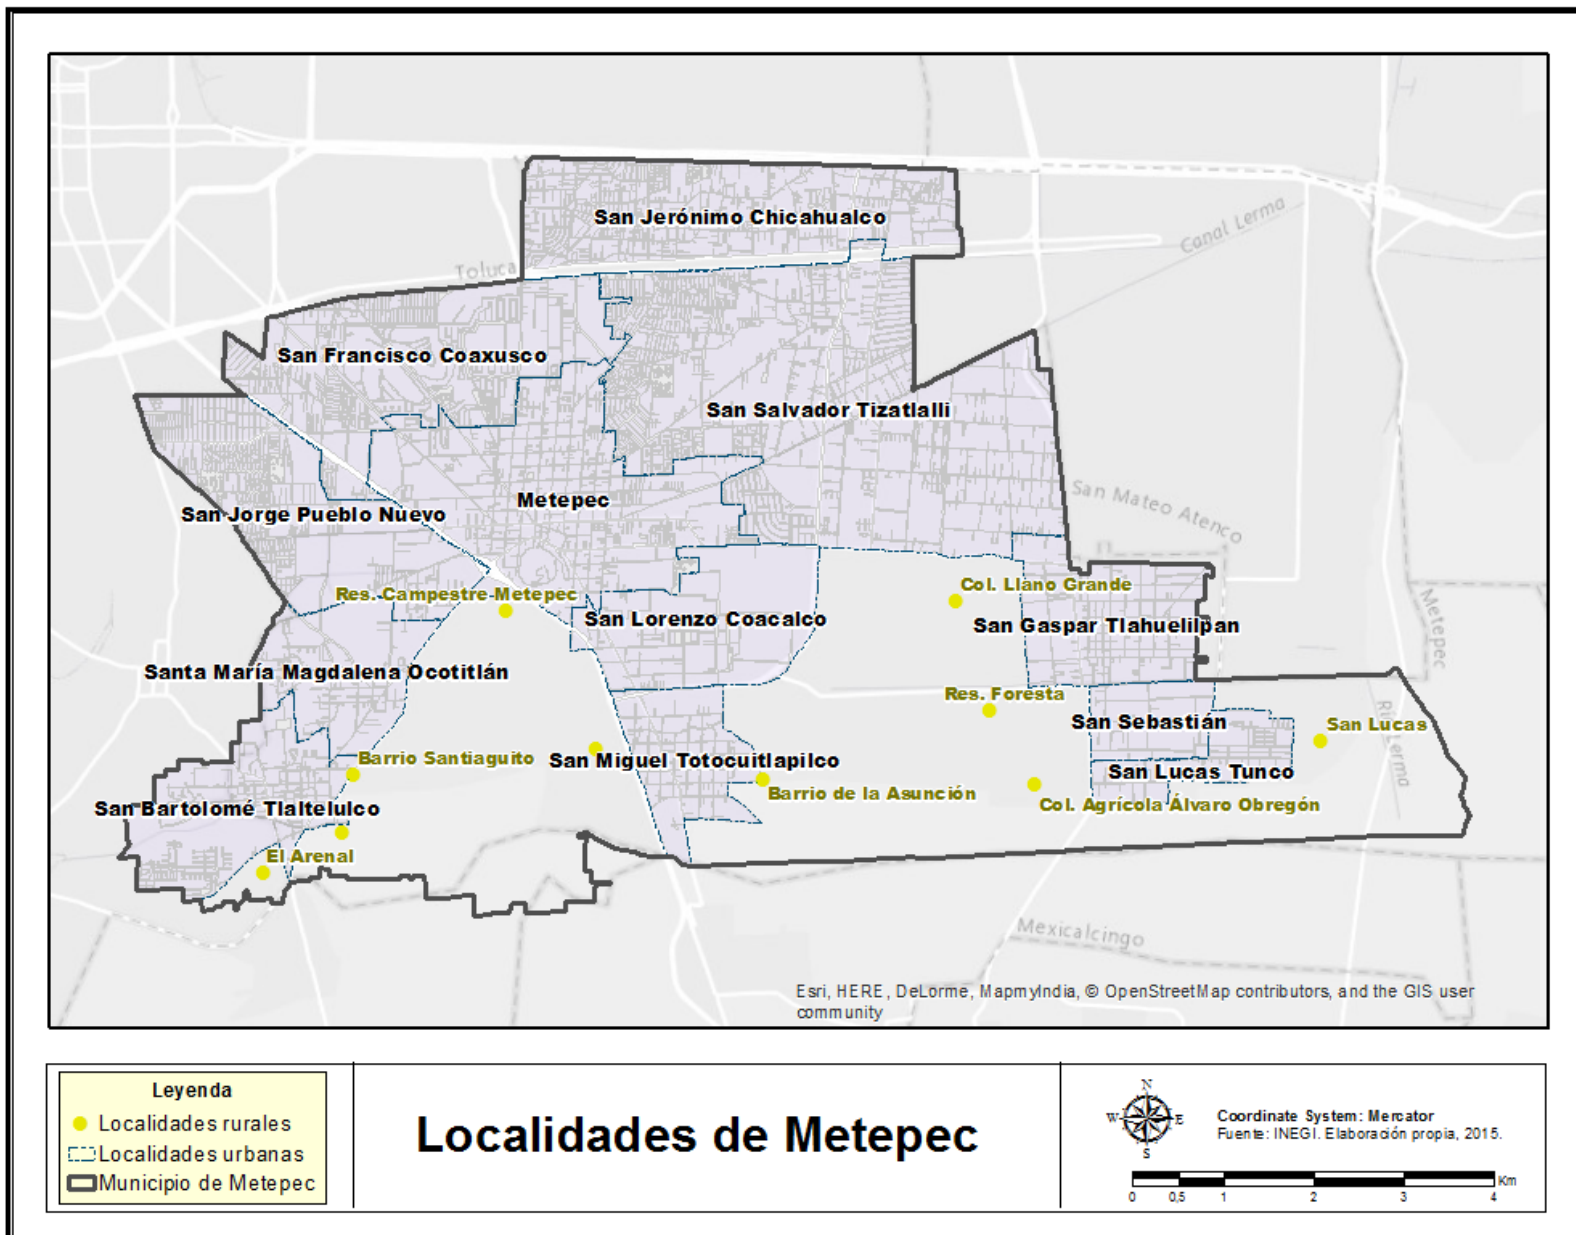 San Jerónimo Chicahualco
Canal Lerma
Toluca
San Francisco Coaxusco
San Salvador Tizatlalli
Metepec
San Mateo Atenco
San Jorge Pueblo Nuevo
Res. Campestre Metepec
Col. Llano Grande
San Lorenzo Coacalco
San Gaspar Tlahuelilpan
Metepec
Santa María Magdalena Ocotitlán
Res. Foresta
San Sebastián
San Lucas
Barrio Santiaguito
San Miguel Totocuitlapilco
San Lucas Tunco
Barrio de la Asunción
Col. Agrícola Álvaro Obregón
San Bartolomé Tlaltelulco
El Arenal
Mexicalcingo
Esri, HERE, DeLorme, MapmyIndia, © OpenStreetMap contributors, and the GIS user
community
Leyenda
Localidades rurales
Localidades urbanas
Municipio de Metepec
Localidades de Metepec
N
W
E
S
Coordinate System: Mercator
Fuente: INEGI. Elaboración propia, 2015.
Km
0 0,5 1 2 3 4